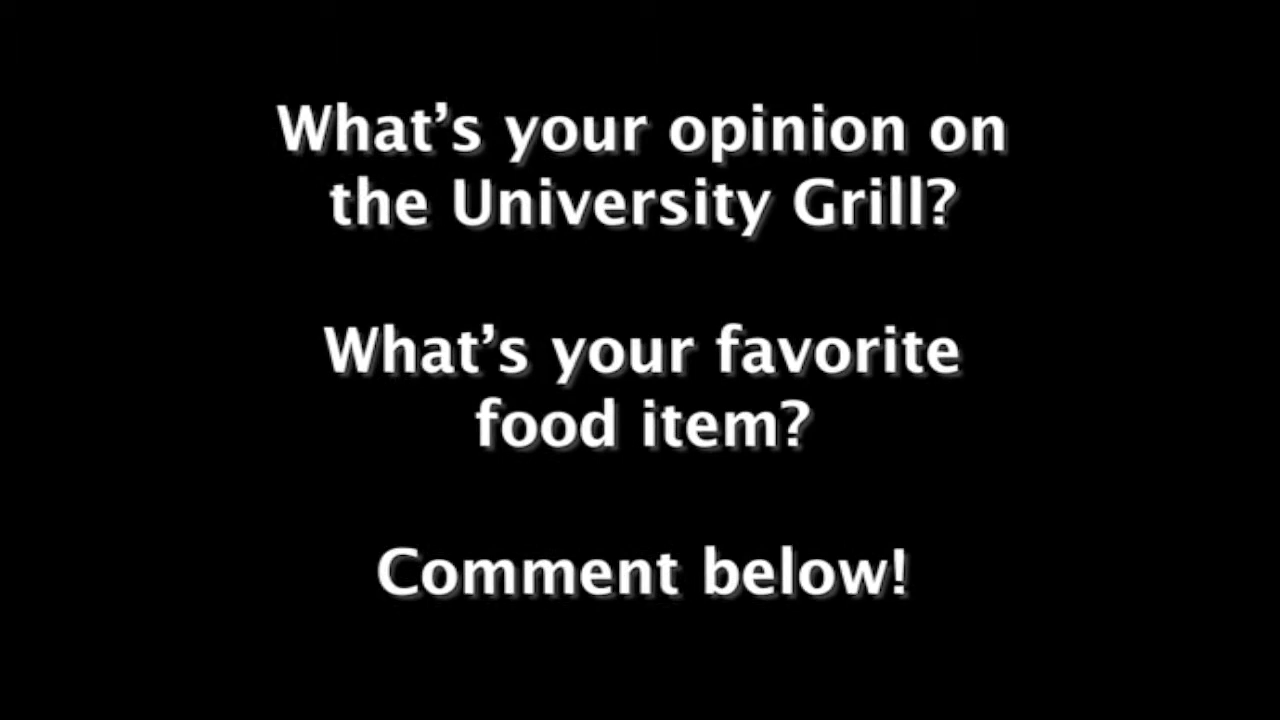 What’s your opinion on
the University Grill?
What’s your favorite
food item?
Comment below!